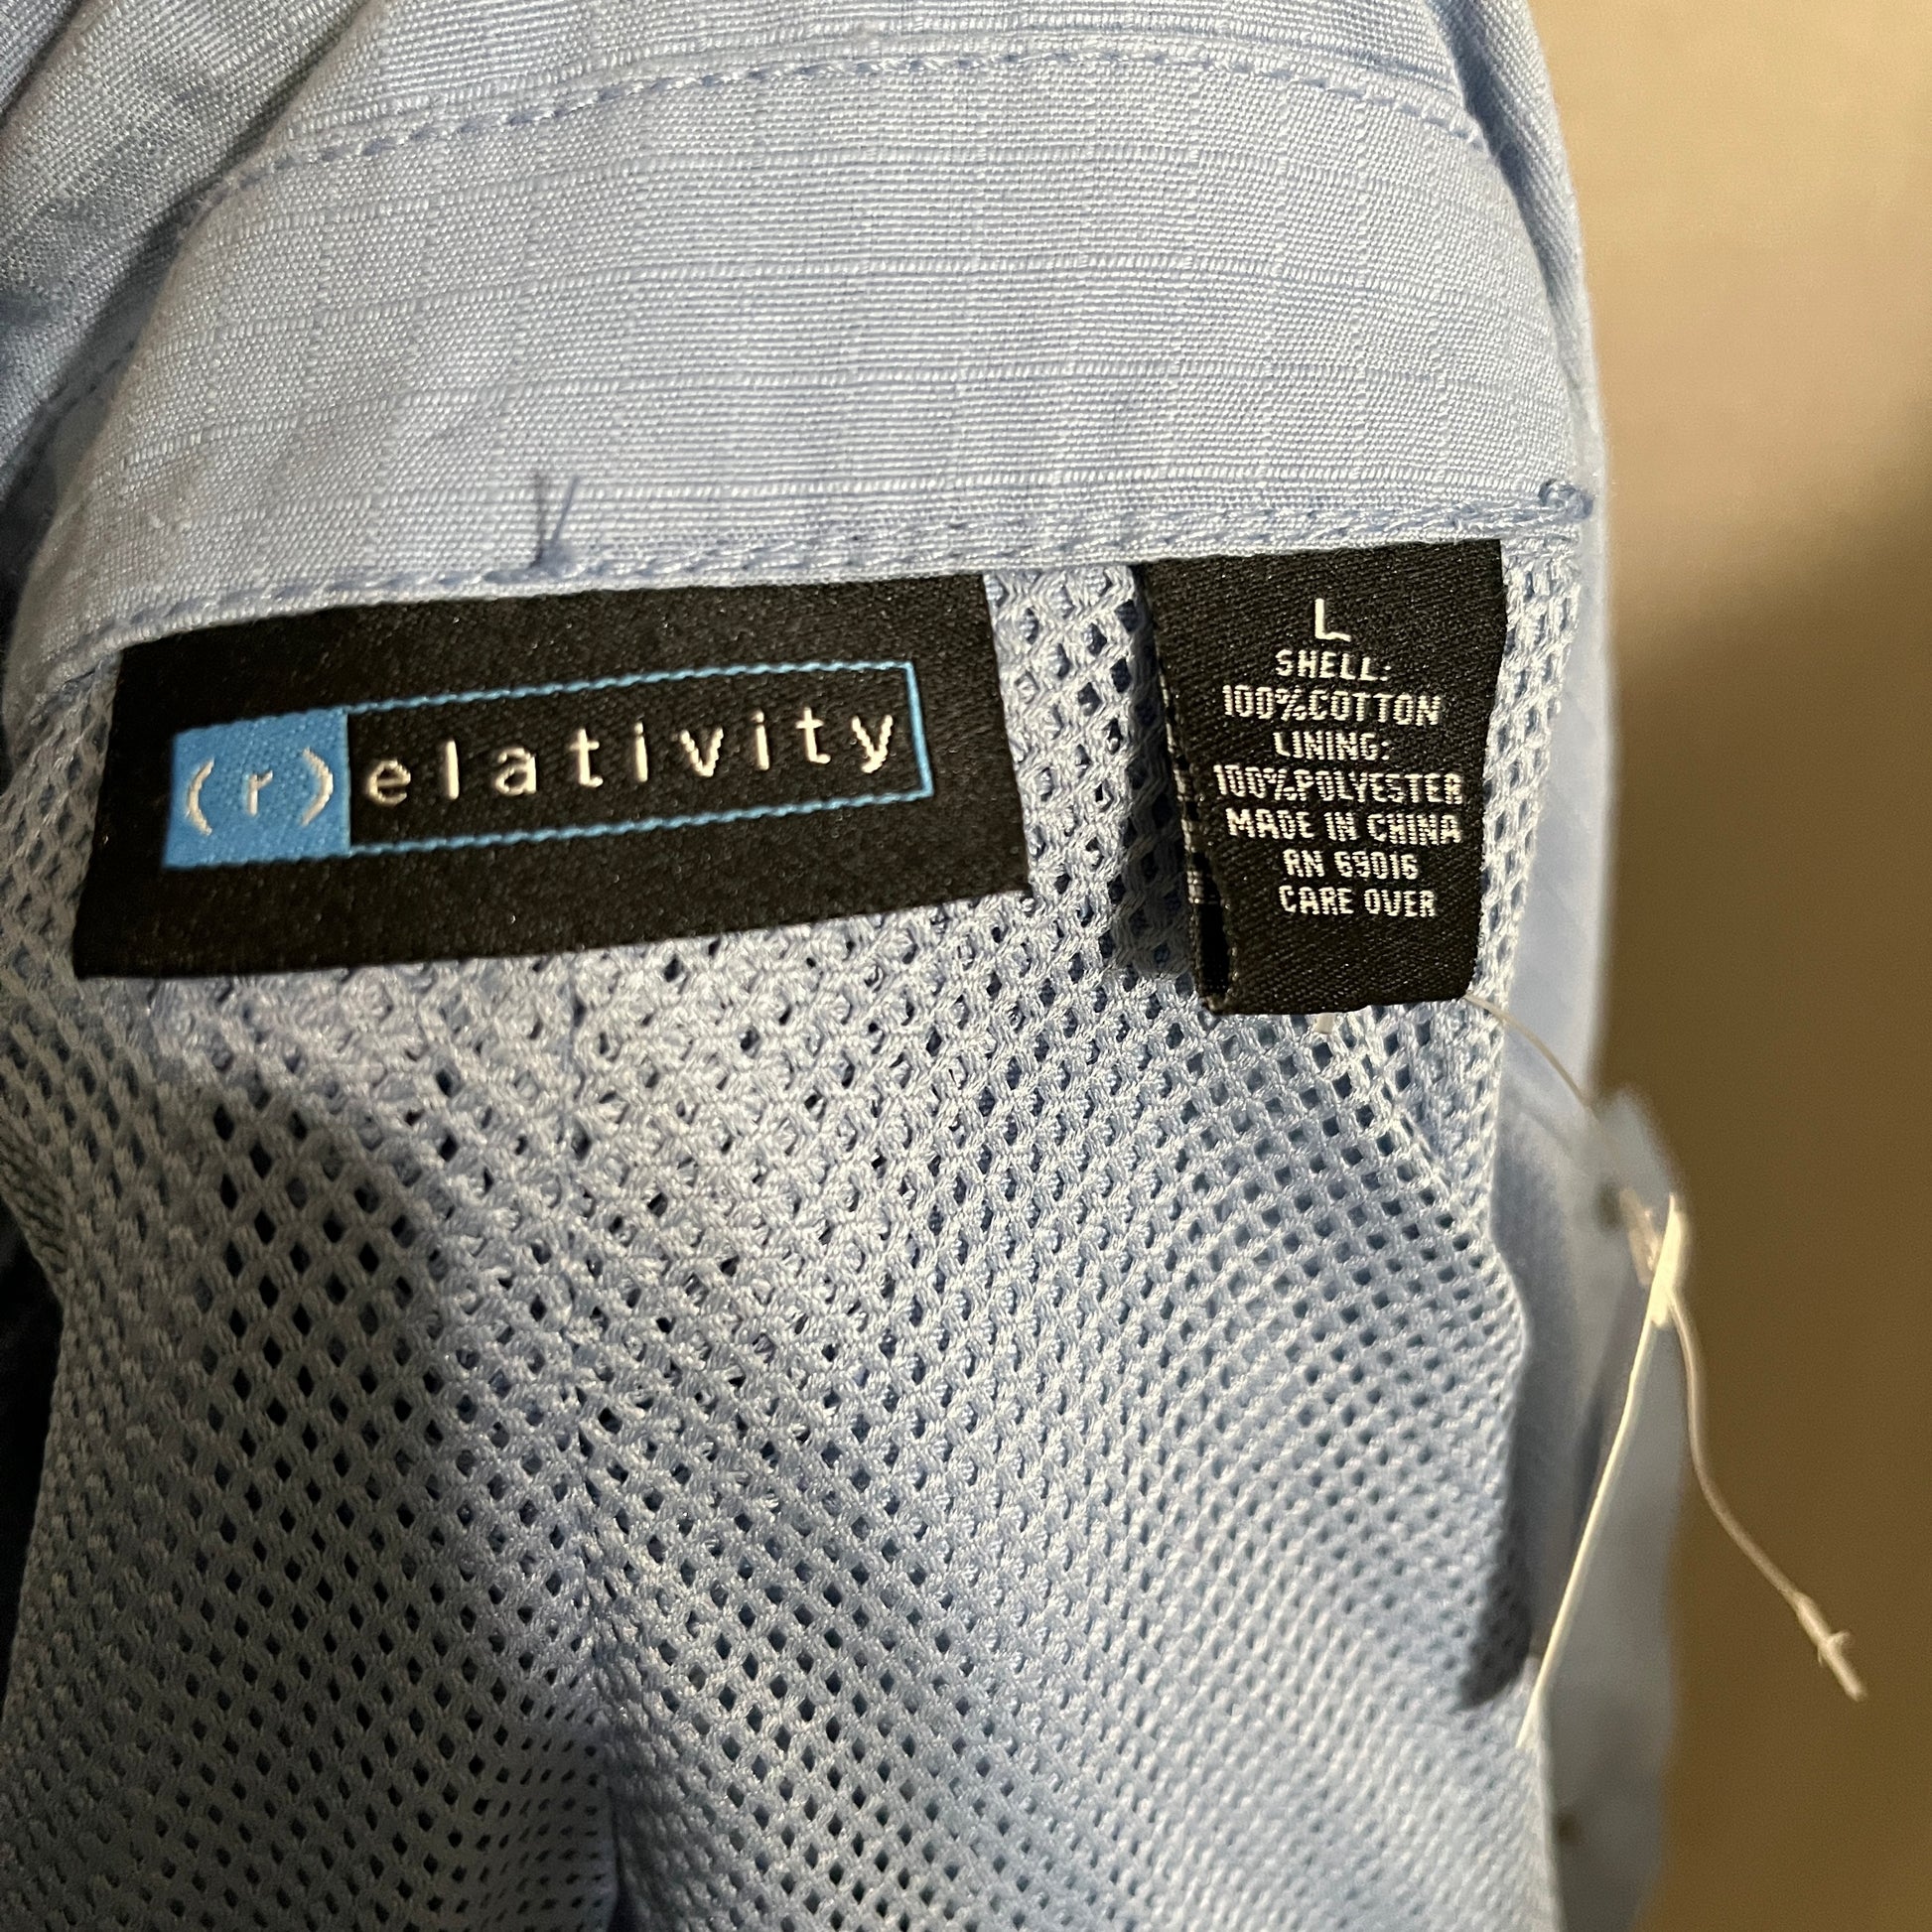 (r)elativity
L
SHELL:
100%COTTON
LINING:
100%POLYESTER
MADE IN CHINA
RN 69016
CARE OVER